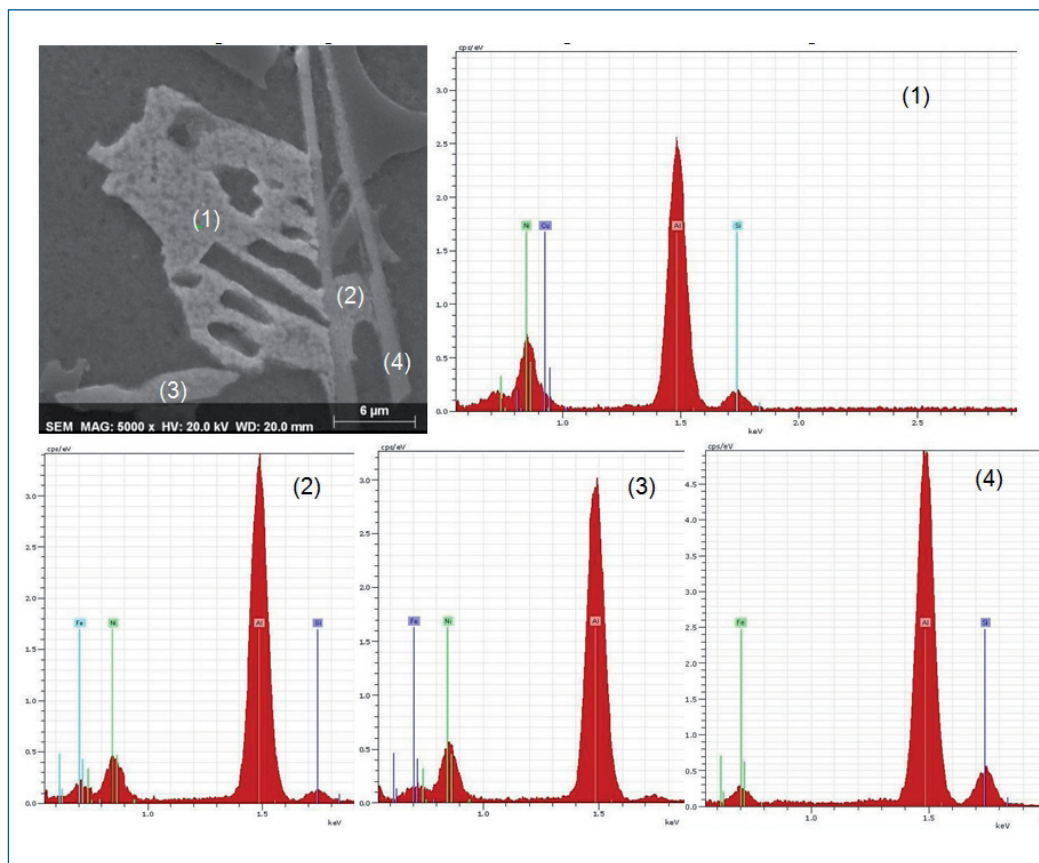 (1)
(2)
(3)
(4)
6 µm
SEM MAG: 5000 x HV: 20.0 kV WD: 20.0 mm
cps/eV
(1)
3.0
2.5
2.0
1.5
1.0
0.5
0.0
Ni Cu Al Si
1.0 1.5 2.0 2.5
keV
cps/eV
(2)
3.0
2.5
2.0
1.5
1.0
0.5
0.0
Fe Ni Al Si
1.0 1.5
keV
cps/eV
(3)
3.0
2.5
2.0
1.5
1.0
0.5
0.0
Fe Ni Al Si
1.0 1.5
keV
cps/eV
(4)
4.5
4.0
3.5
3.0
2.5
2.0
1.5
1.0
0.5
0.0
Fe Al Si
1.0 1.5
keV